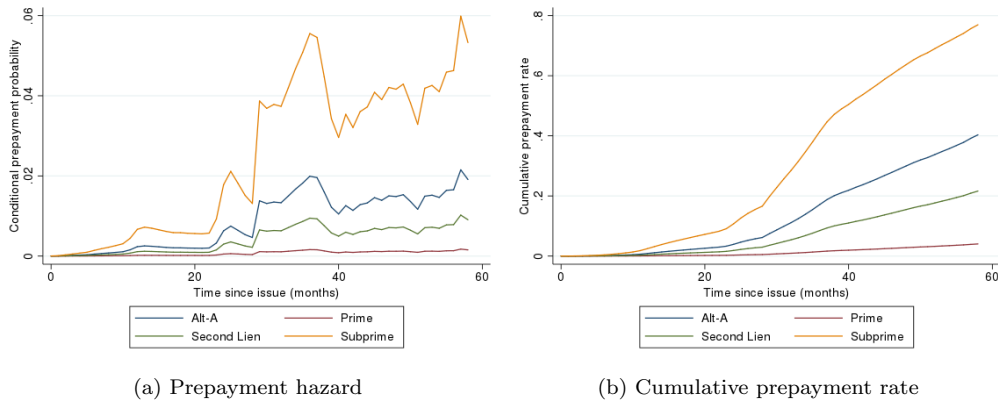 Conditional prepayment probability
.06
.04
.02
0
0 20 40 60
Time since issue (months)
Alt-A Prime
Second Lien Subprime
(a) Prepayment hazard
Cumulative prepayment rate
.8
.6
.4
.2
0
0 20 40 60
Time since issue (months)
Alt-A Prime
Second Lien Subprime
(b) Cumulative prepayment rate